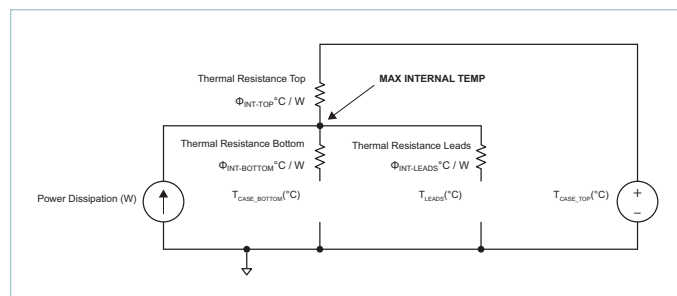 Thermal Resistance Top
MAX INTERNAL TEMP
ΦINT-TOP°C / W
Thermal Resistance Bottom
Thermal Resistance Leads
ΦINT-BOTTOM°C / W
ΦINT-LEADS°C / W
Power Dissipation (W)
TCASE_BOTTOM(°C)
TLEADS(°C)
TCASE_TOP(°C)
+
–